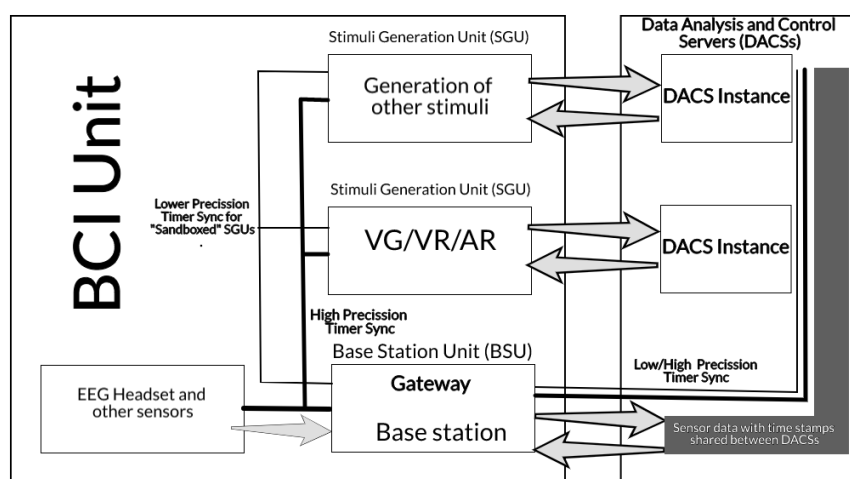 BCI Unit
Stimuli Generation Unit (SGU)
Generation of
other stimuli
Data Analysis and Control
Servers (DACSs)
DACS Instance
Lower Precission
Timer Sync for
"Sandboxed" SGUs
.
Stimuli Generation Unit (SGU)
VG/VR/AR
DACS Instance
High Precission
Timer Sync
Base Station Unit (BSU)
Gateway
Base station
Low/High Precission
Timer Sync
EEG Headset and
other sensors
Sensor data with time stamps
shared between DACSs